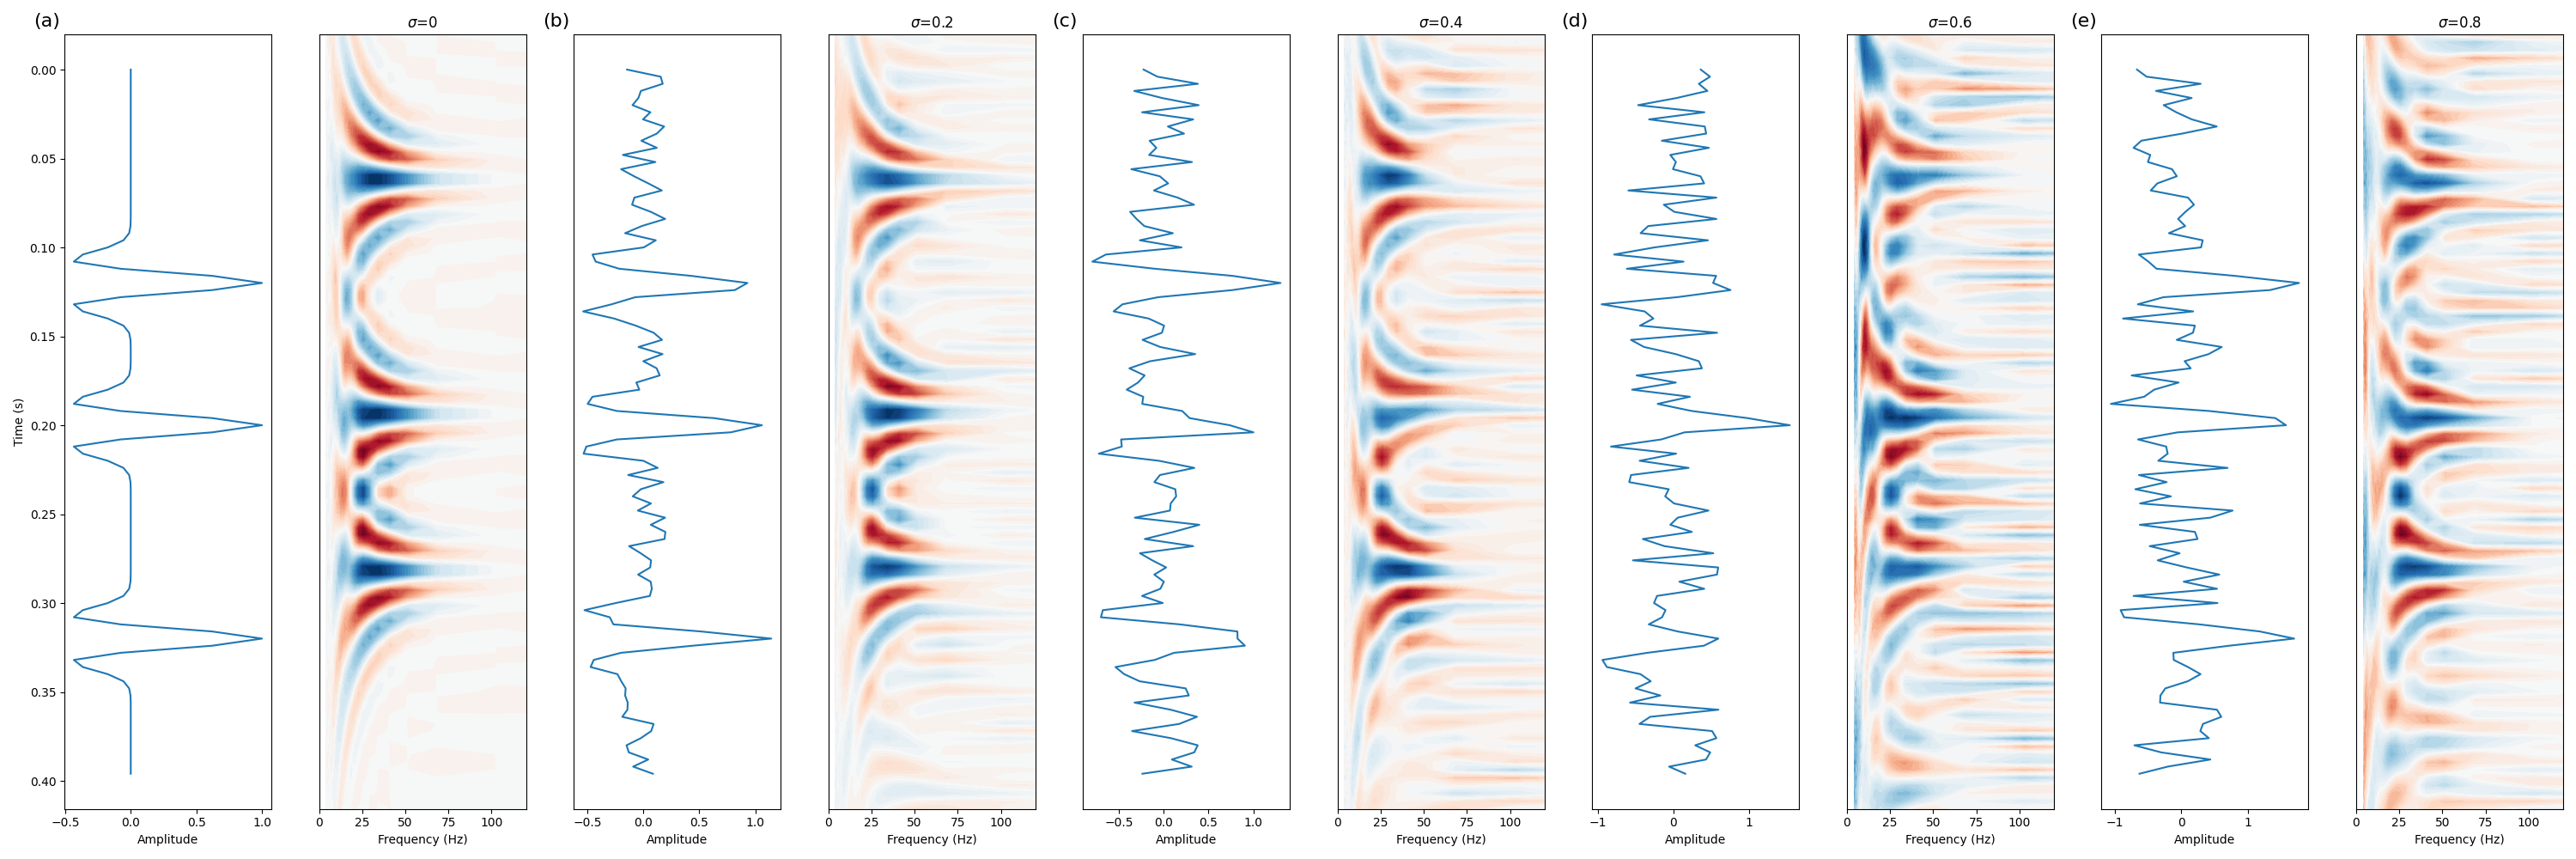 (a) σ=0 (b) σ=0.2 (c) σ=0.4 (d) σ=0.6 (e) σ=0.8
0.00
0.05
0.10
0.15
0.20
0.25
0.30
0.35
0.40
Time (s)
−0.5 0.0 0.5 1.0 0 25 50 75 100 −0.5 0.0 0.5 1.0 0 25 50 75 100 −0.5 0.0 0.5 1.0 0 25 50 75 100 −1 0 1 0 25 50 75 100 −1 0 1 0 25 50 75 100
Amplitude Frequency (Hz) Amplitude Frequency (Hz) Amplitude Frequency (Hz) Amplitude Frequency (Hz) Amplitude Frequency (Hz)